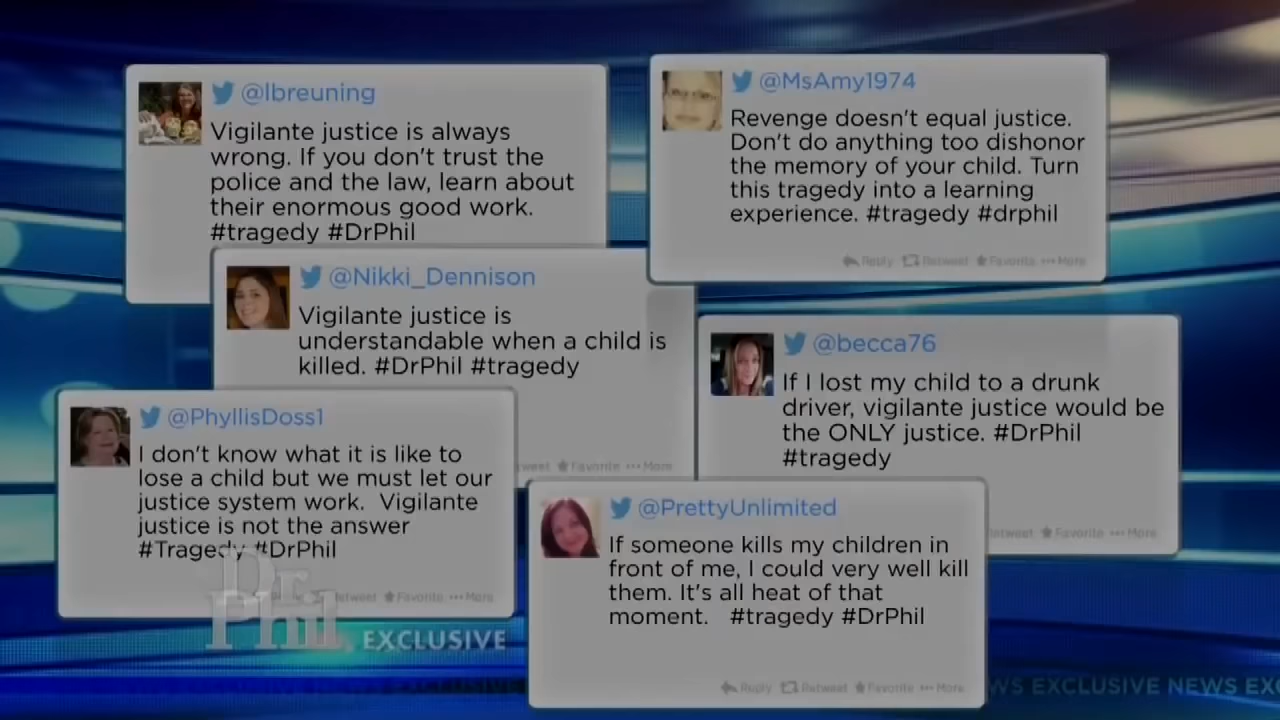 @lbreuning
Vigilante justice is always
wrong. If you don't trust the
police and the law, learn about
their enormous good work.
#tragedy #DrPhil
@MsAmy1974
Revenge doesn't equal justice.
Don't do anything too dishonor
the memory of your child. Turn
this tragedy into a learning
experience. #tragedy #drphil
Reply Retweet Favorite More
@Nikki_Dennison
Vigilante justice is
understandable when a child is
killed. #DrPhil #tragedy
Favorite More
@becca76
If I lost my child to a drunk
driver, vigilante justice would be
the ONLY justice. #DrPhil
#tragedy
Favorite More
@PhyllisDoss1
I don't know what it is like to
lose a child but we must let our
justice system work. Vigilante
justice is not the answer
#Tragedy #DrPhil
Favorite More
@PrettyUnlimited
If someone kills my children in
front of me, I could very well kill
them. It's all heat of that
moment. #tragedy #DrPhil
Reply Retweet Favorite More
Dr.
Phil EXCLUSIVE
EXCLUSIVE NEWS